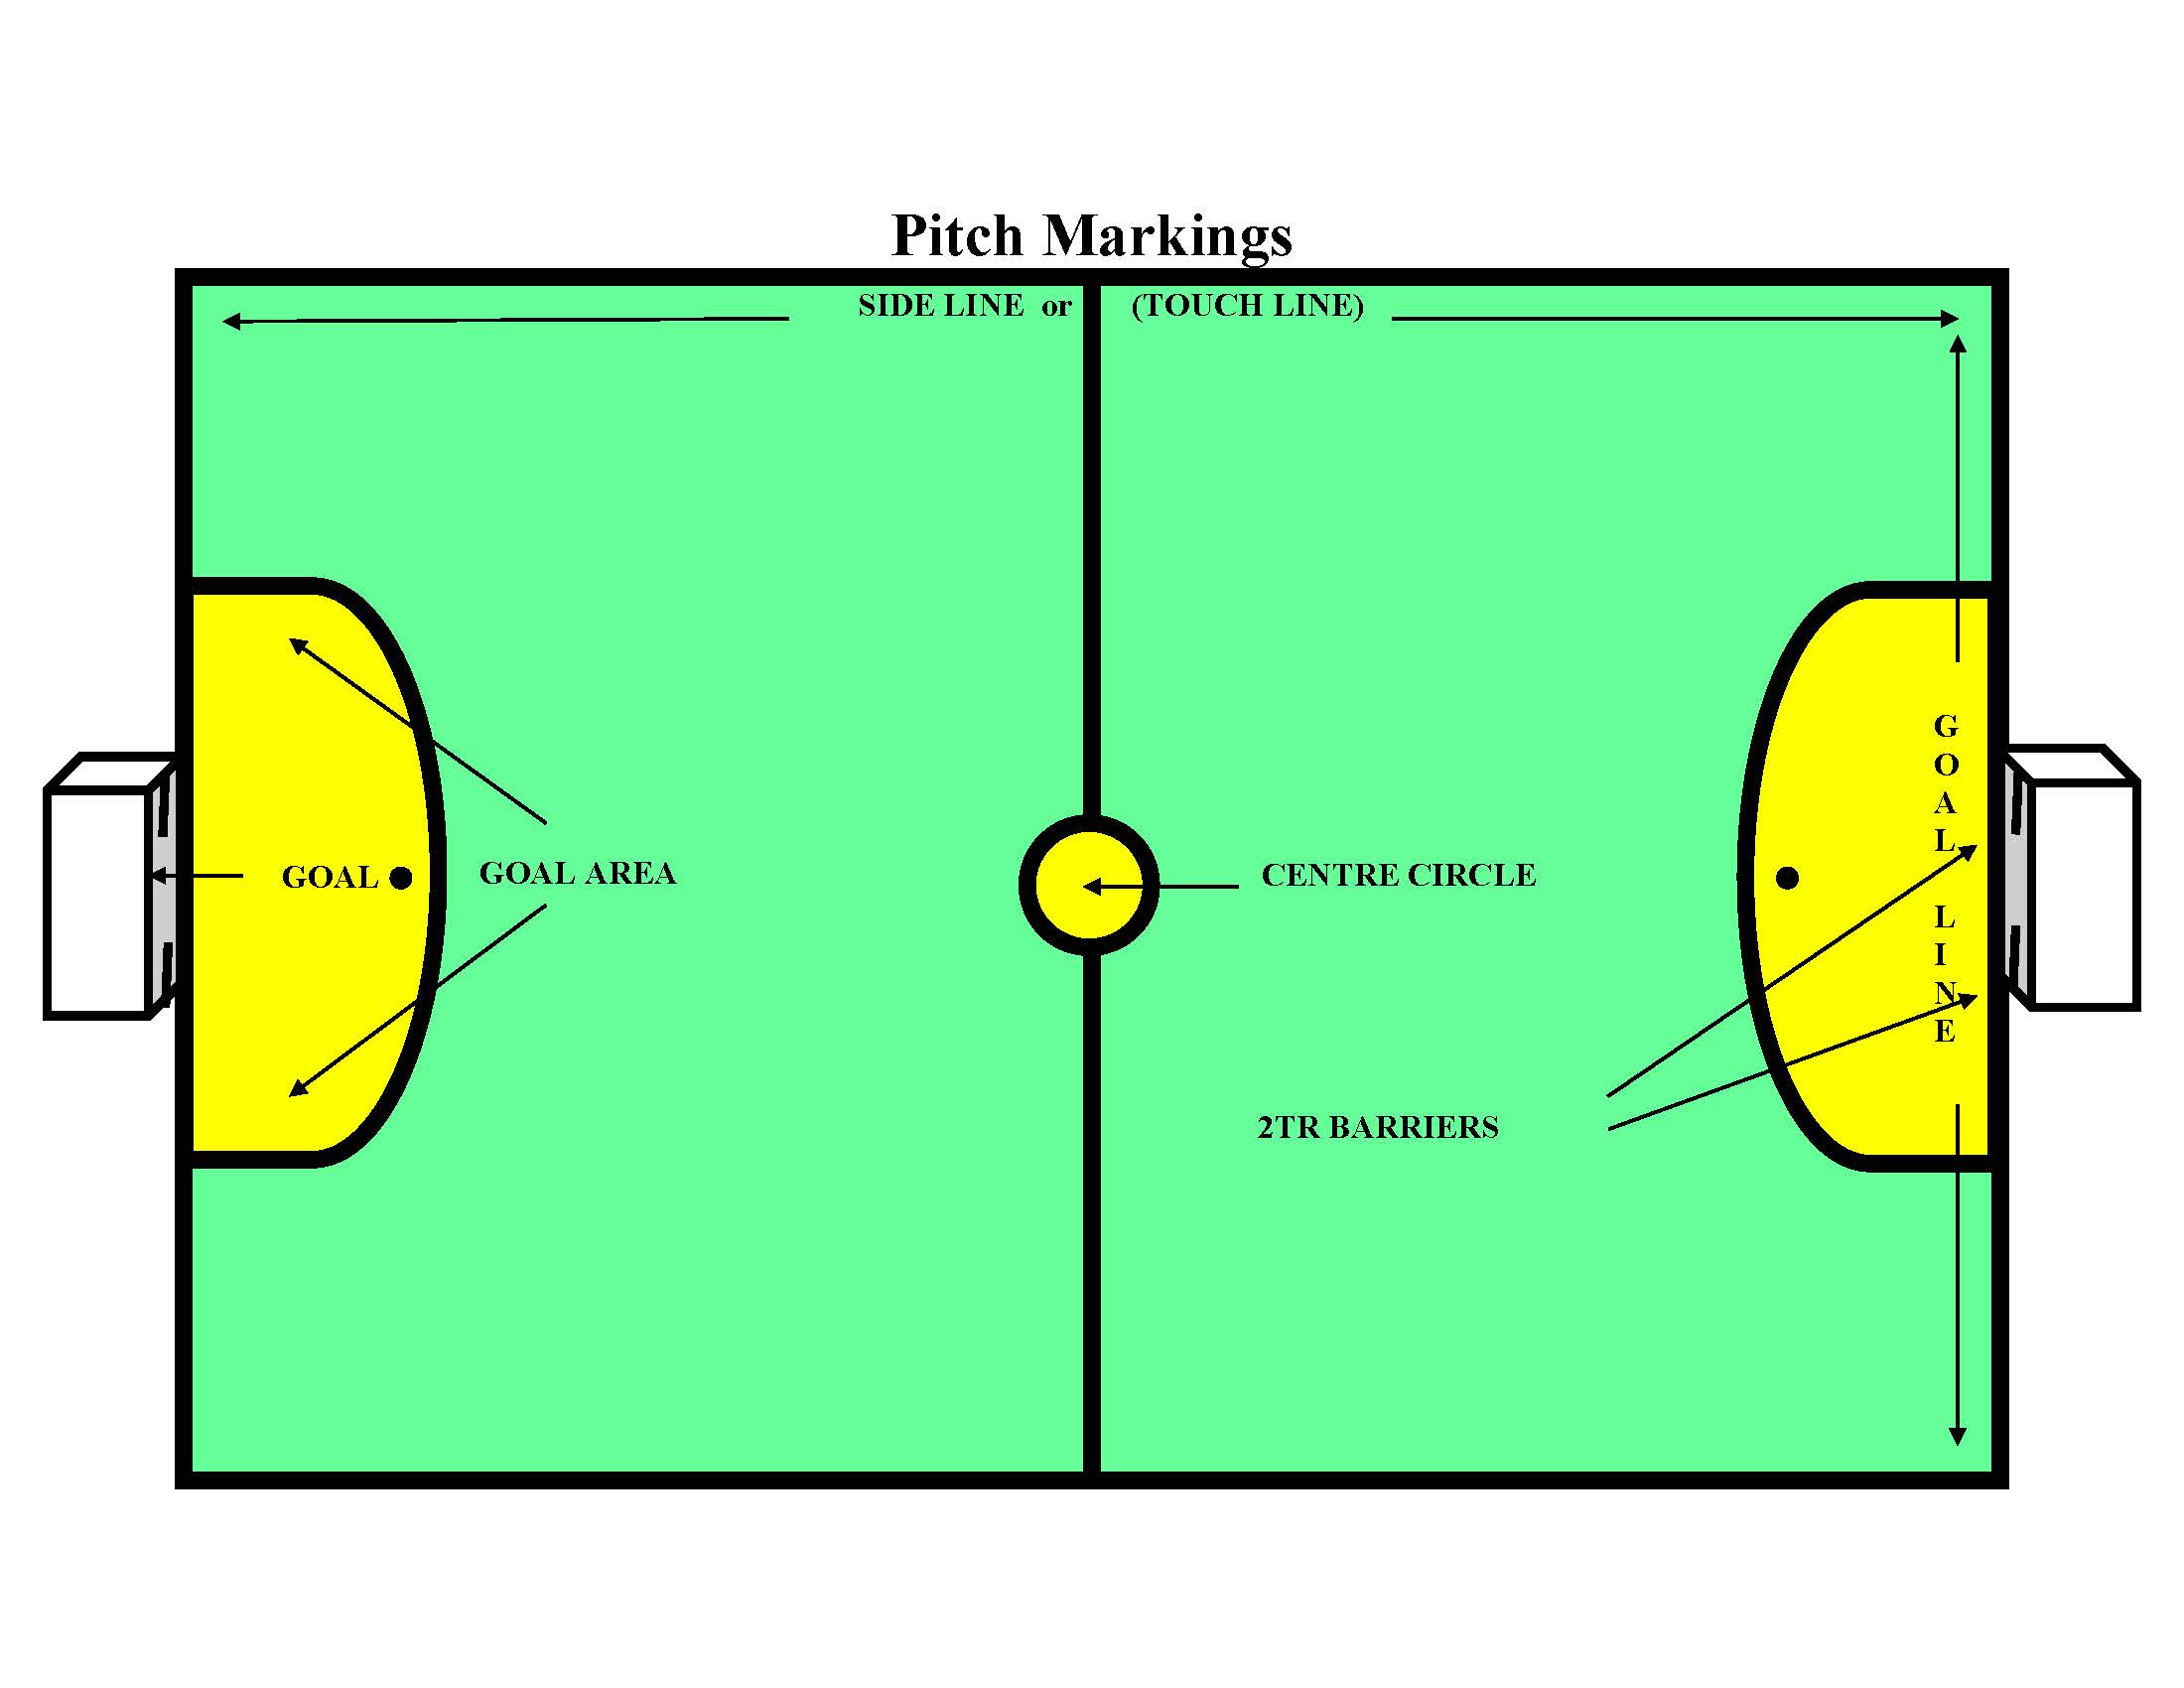 Pitch Markings
SIDE LINE or (TOUCH LINE)
GOAL
GOAL AREA
CENTRE CIRCLE
GOAL LINE
2TR BARRIERS